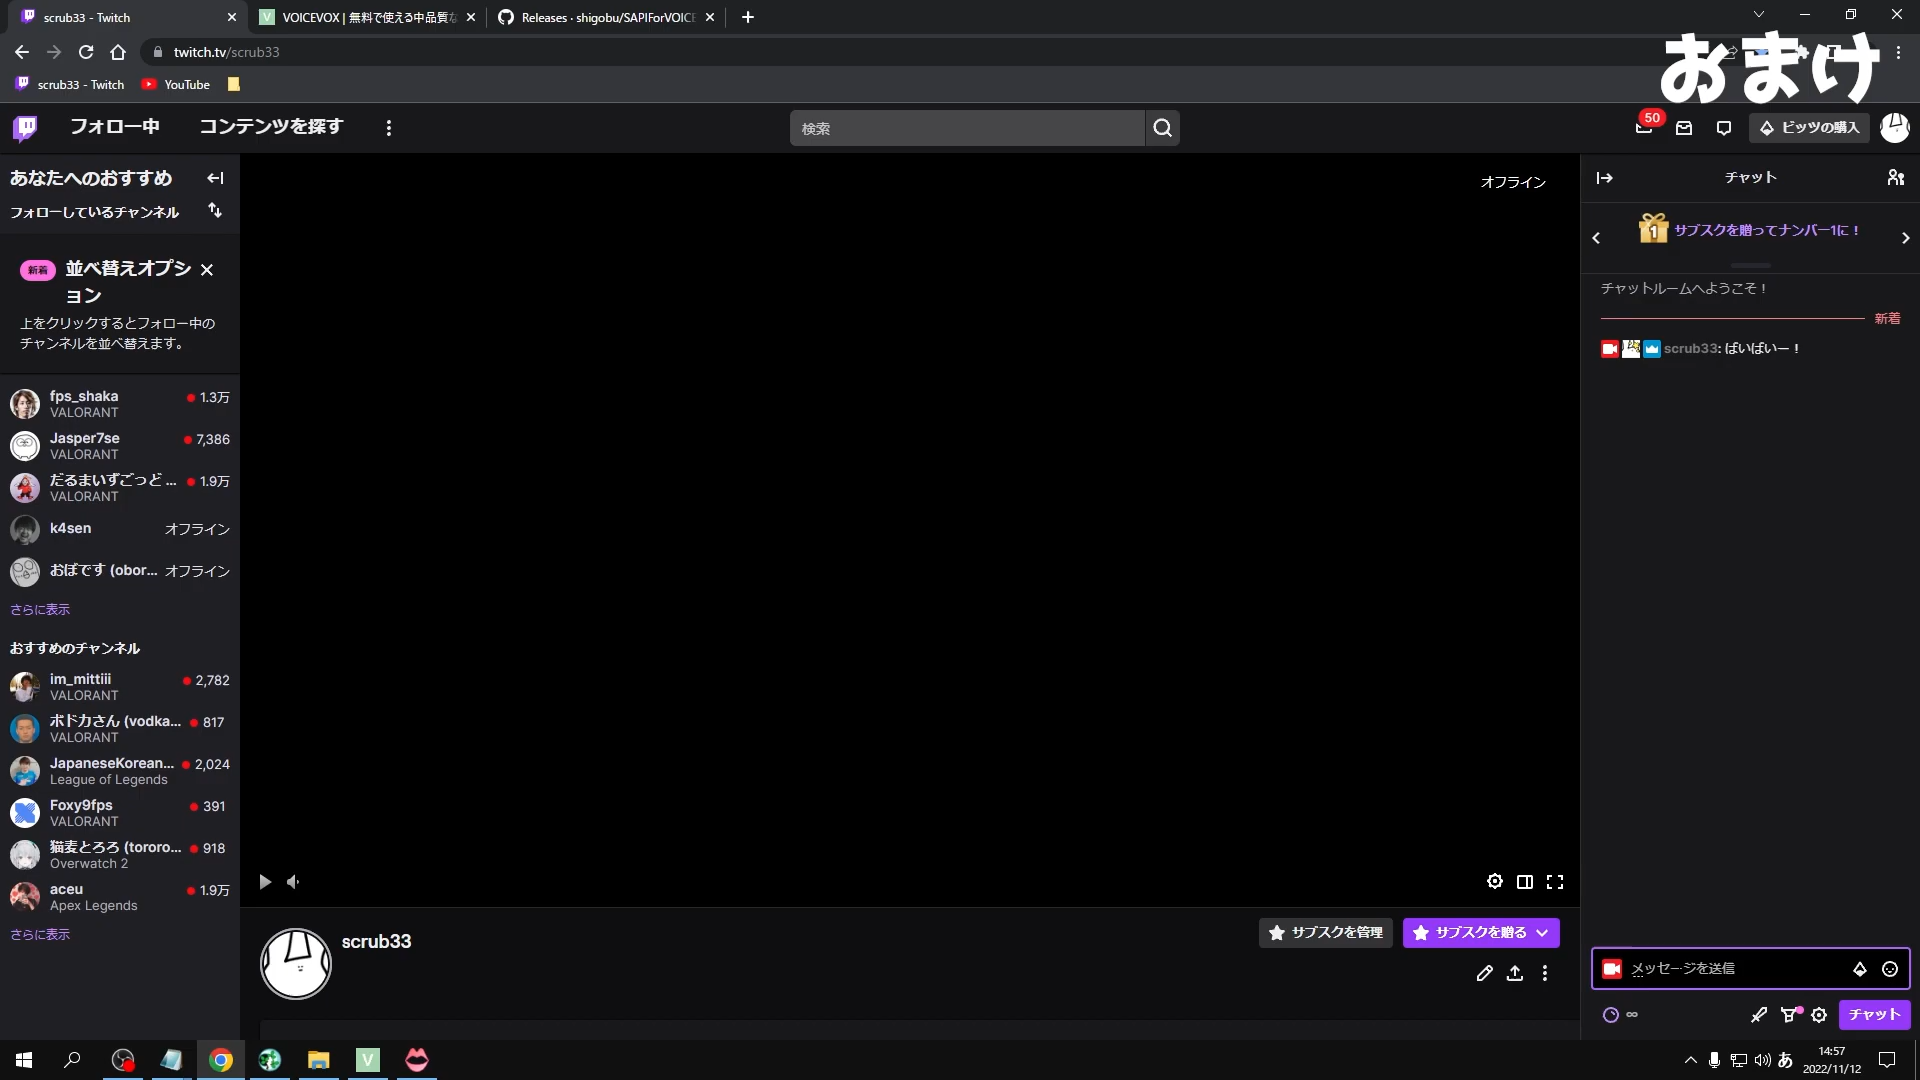 scrub33 - Twitch
VOICEVOX | 無料で使える中品質な
Releases · shigobu/SAPIForVOICE
twitch.tv/scrub33
おまけ
scrub33 - Twitch
YouTube
フォロー中
コンテンツを探す
検索
50
ビッツの購入
あなたへのおすすめ
フォローしているチャンネル
新着
並べ替えオプシ
ョン
上をクリックするとフォロー中の
チャンネルを並べ替えます。
fps_shaka
1.3万
VALORANT
Jasper7se
7,386
VALORANT
だるまいずごっど ...
1.9万
VALORANT
k4sen
オフライン
おぼです (obor...
オフライン
さらに表示
おすすめのチャンネル
im_mittiii
2,782
VALORANT
ボドカさん (vodka...
817
VALORANT
JapaneseKorean...
2,024
League of Legends
Foxy9fps
391
VALORANT
猫麦とろろ (tororo...
918
Overwatch 2
aceu
1.9万
Apex Legends
さらに表示
オフライン
scrub33
サブスクを管理
サブスクを贈る
チャット
1
サブスクを贈ってナンバー1に！
チャットルームへようこそ！
新着
scrub33: ばいばいー！
メッセージを送信
∞
チャット
V
あ
14:57
2022/11/12